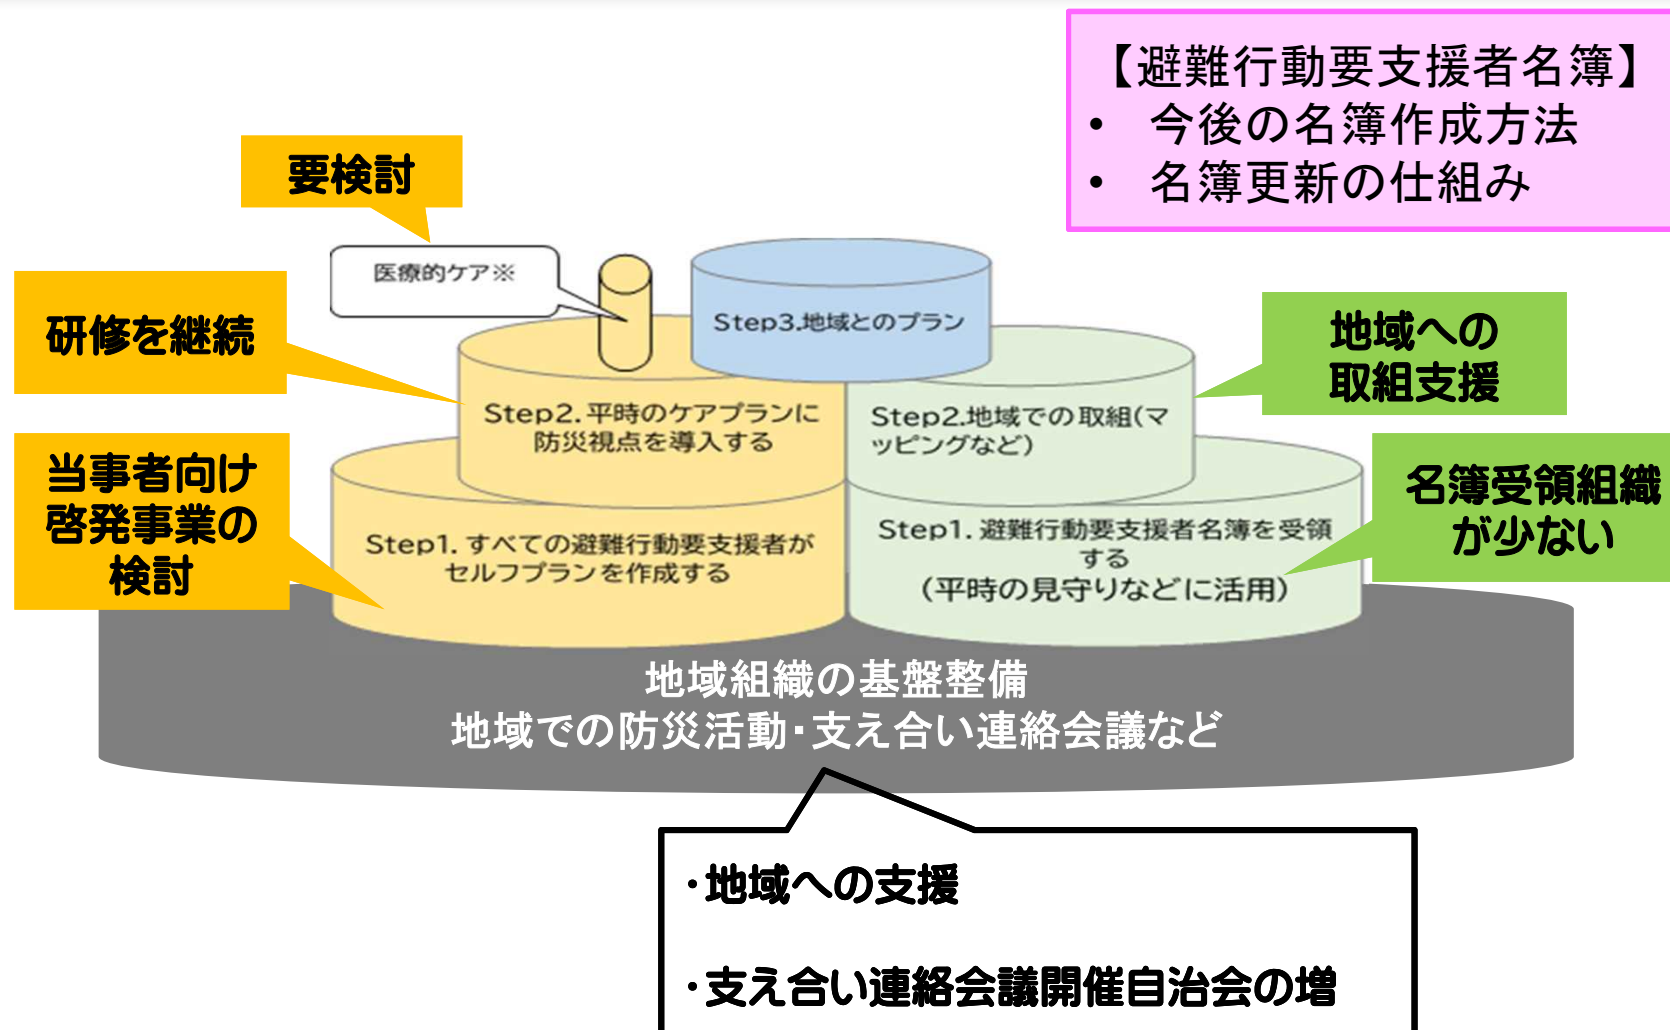 【避難行動要支援者名簿】
• 今後の名簿作成方法
• 名簿更新の仕組み
要検討
医療的ケア※
研修を継続
Step3.地域とのプラン
地域への
取組支援
Step2.平時のケアプランに
防災視点を導入する
Step2.地域での取組(マ
ッピングなど)
当事者向け
啓発事業の
検討
名簿受領組織
が少ない
Step1.すべての避難行動要支援者が
セルフプランを作成する
Step1.避難行動要支援者名簿を受領
する
(平時の見守りなどに活用)
地域組織の基盤整備
地域での防災活動・支え合い連絡会議など
・地域への支援
・支え合い連絡会議開催自治会の増